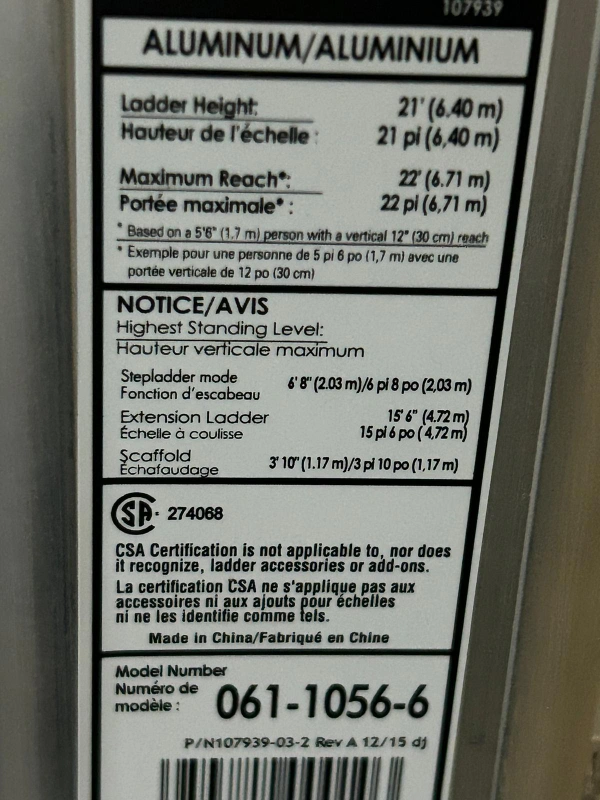 107939
ALUMINUM/ALUMINIUM
Ladder Height: 21' (6.40 m)
Hauteur de l'échelle : 21 pi (6,40 m)
Maximum Reach*: 22' (6.71 m)
Portée maximale* : 22 pi (6,71 m)
* Based on a 5'6" (1.7 m) person with a vertical 12" (30 cm) reach
* Exemple pour une personne de 5 pi 6 po (1,7 m) avec une
portée verticale de 12 po (30 cm)
NOTICE/AVIS
Highest Standing Level:
Hauteur verticale maximum
Stepladder mode 6' 8" (2.03 m)/6 pi 8 po (2,03 m)
Fonction d'escabeau
Extension Ladder 15' 6" (4.72 m)
Échelle à coulisse 15 pi 6 po ( 4,72 m)
Scaffold 3' 10" (1.17 m)/3 pi 10 po (1,17 m)
Échafaudage
SA 274068
CSA Certification is not applicable to, nor does
it recognize, ladder accessories or add-ons.
La certification CSA ne s'applique pas aux
accessoires ni aux ajouts pour échelles
ni ne les identifie comme tels.
Made in China/Fabriqué en Chine
Model Number
Numéro de
modèle : 061-1056-6
P/N107939-03-2 Rev A 12/15 dj